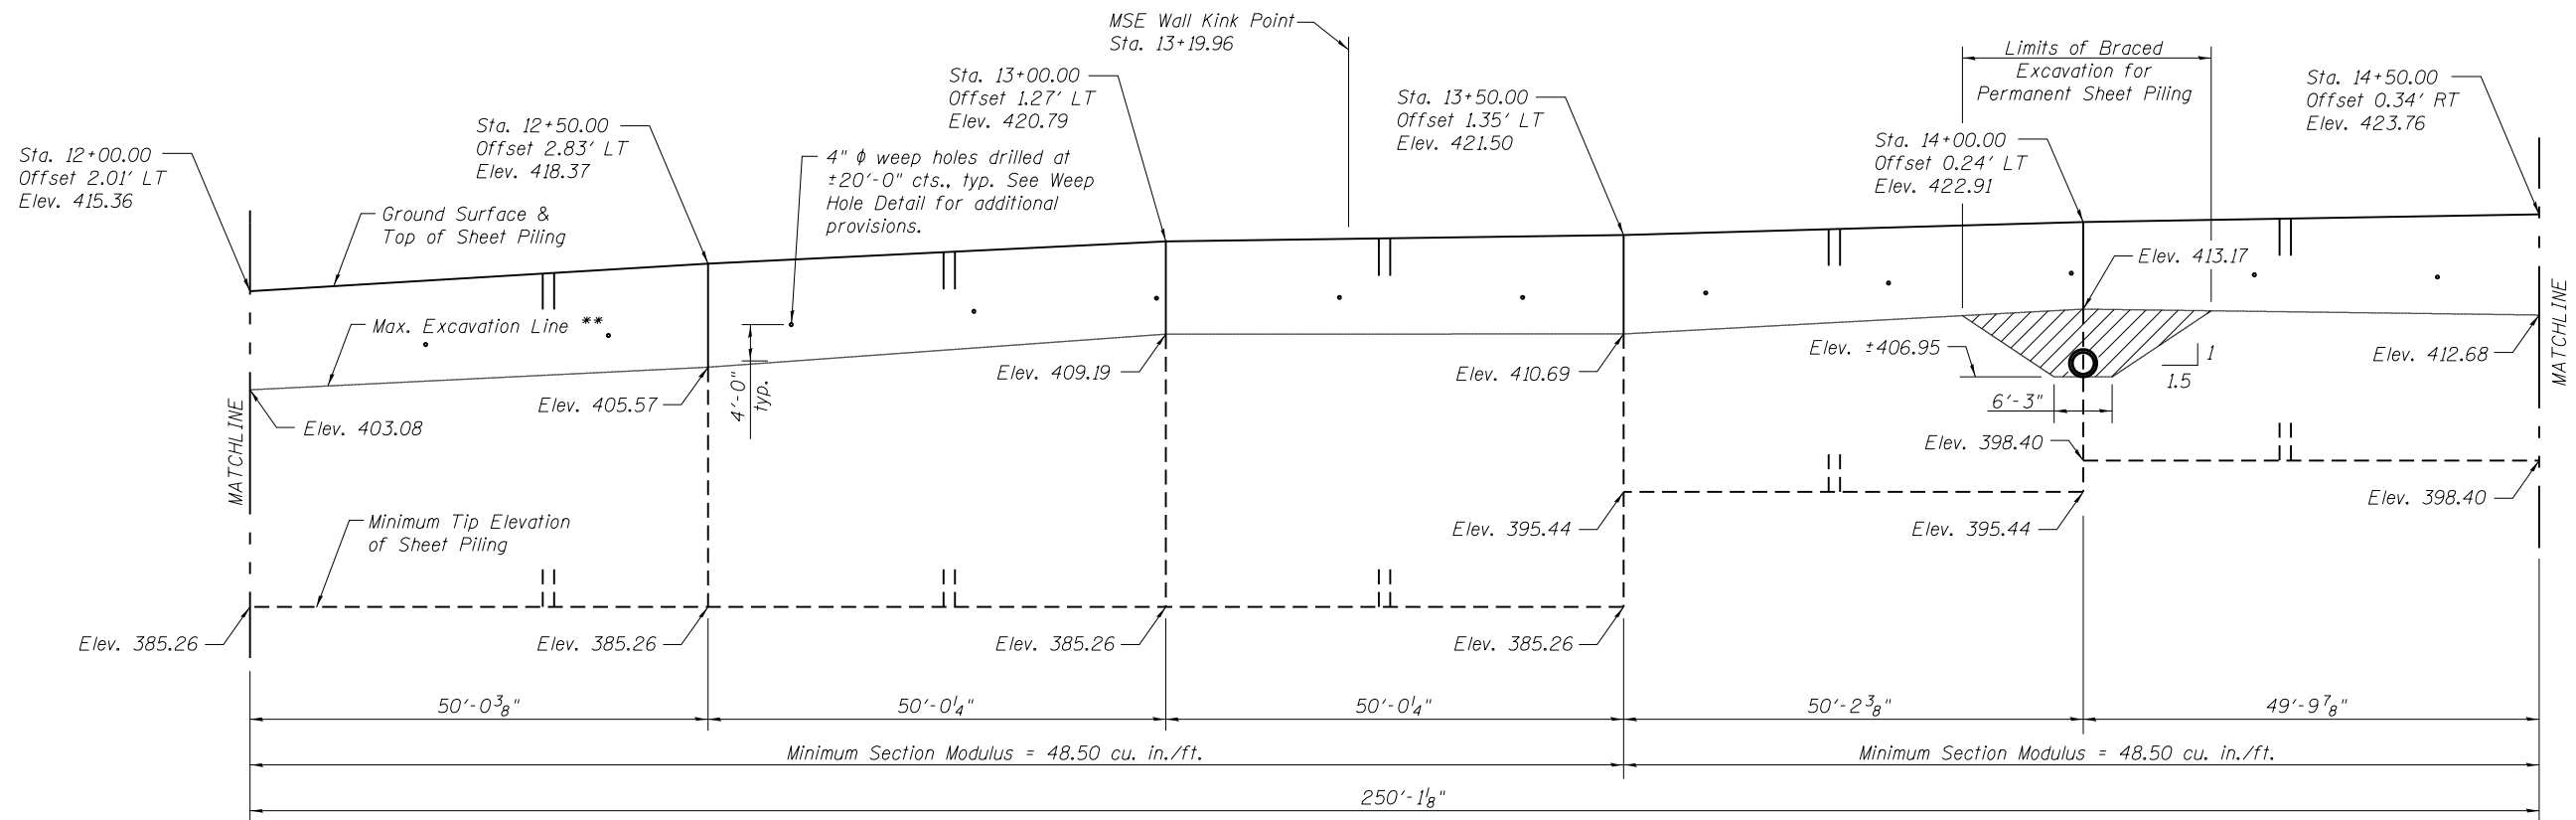 MSE Wall Kink Point
Sta. 13+19.96
Limits of Braced
Excavation for
Permanent Sheet Piling
Sta. 12+00.00
Offset 2.01' LT
Elev. 415.36
Sta. 12+50.00
Offset 2.83' LT
Elev. 418.37
Sta. 13+00.00
Offset 1.27' LT
Elev. 420.79
Sta. 13+50.00
Offset 1.35' LT
Elev. 421.50
Sta. 14+00.00
Offset 0.24' LT
Elev. 422.91
Sta. 14+50.00
Offset 0.34' RT
Elev. 423.76
4" ϕ weep holes drilled at
±20'-0" cts., typ. See Weep
Hole Detail for additional
provisions.
Ground Surface &
Top of Sheet Piling
Max. Excavation Line **
Elev. 413.17
MATCHLINE
Elev. 403.08
Elev. 405.57
4'-0"
typ.
Elev. 409.19
Elev. 410.69
Elev. ±406.95
1
1.5
Elev. 412.68
MATCHLINE
6'-3"
Elev. 398.40
Elev. 398.40
Minimum Tip Elevation
of Sheet Piling
Elev. 395.44
Elev. 395.44
Elev. 385.26
Elev. 385.26
Elev. 385.26
Elev. 385.26
50'-0 3/8"
50'-0 1/4"
50'-0 1/4"
50'-2 3/8"
49'-9 7/8"
Minimum Section Modulus = 48.50 cu. in./ft.
Minimum Section Modulus = 48.50 cu. in./ft.
250'-1 1/8"